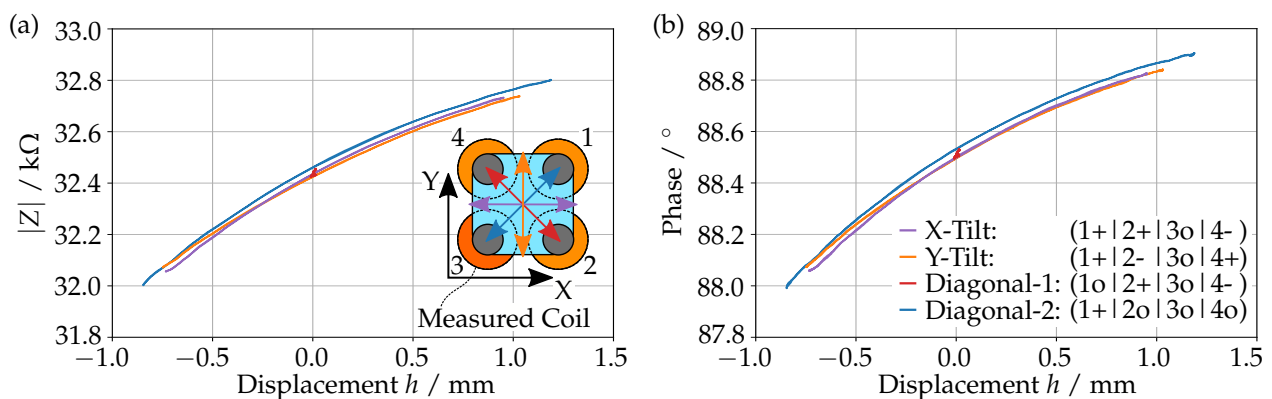 (a)
33.0
32.8
32.6
32.4
32.2
32.0
31.8
|Z| / kΩ
−1.0
−0.5
0.0
0.5
1.0
1.5
Displacement h / mm
4
1
Y
3
2
X
Measured Coil
(b)
89.0
88.8
88.6
88.4
88.2
88.0
87.8
Phase / °
−1.0
−0.5
0.0
0.5
1.0
1.5
Displacement h / mm
X-Tilt: (1+|2+|3o|4-)
Y-Tilt: (1+|2-|3o|4+)
Diagonal-1: (1o|2+|3o|4-)
Diagonal-2: (1+|2o|3o|4o)